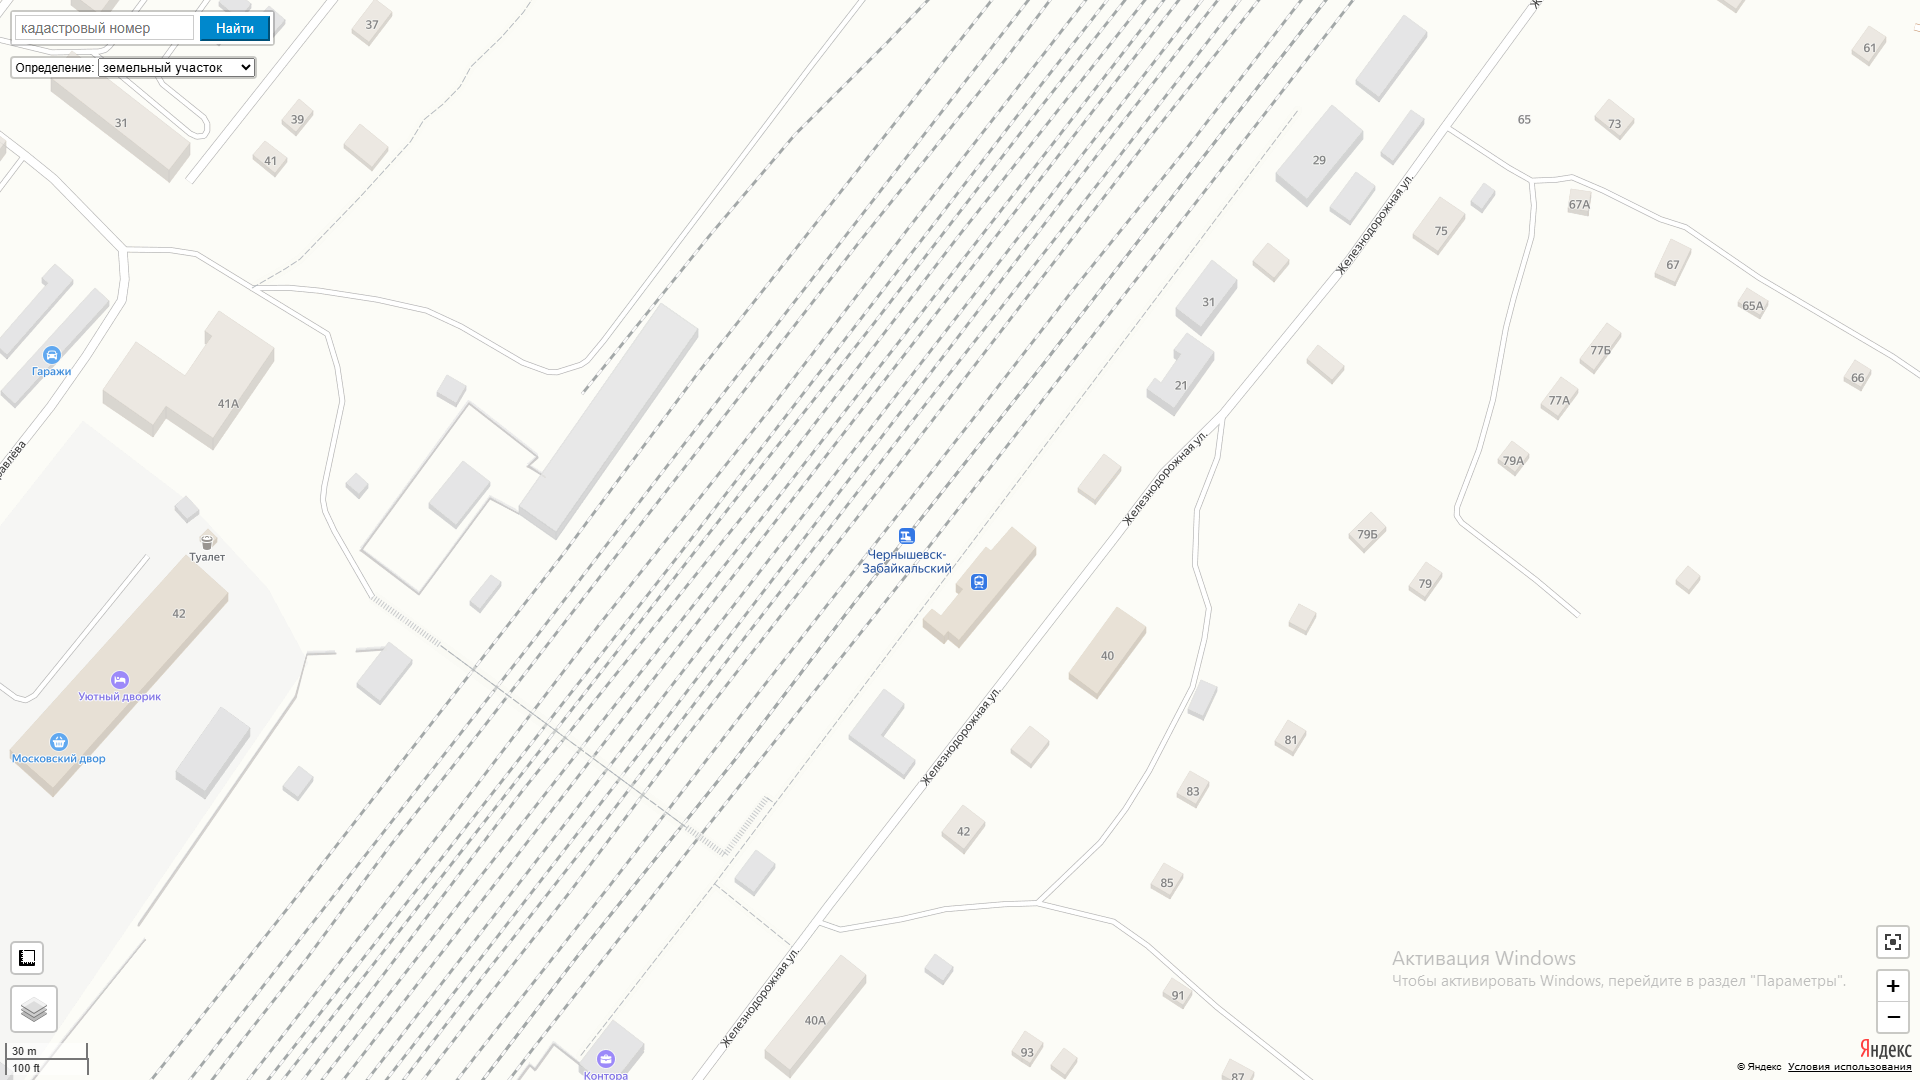 кадастровый номер
Найти
Определение: земельный участок
37
31
39
41
61
65
73
29
Железнодорожная ул.
75
67А
67
65А
31
21
77Б
66
77А
79А
Гаражи
41А
Железнодорожная ул.
79Б
79
Туалет
42
Чернышевск-
Забайкальский
40
Уютный дворик
Московский двор
Железнодорожная ул.
81
83
42
85
Железнодорожная ул.
40А
91
93
87
Контора
Активация Windows
Чтобы активировать Windows, перейдите в раздел "Параметры".
+
−
30 m
100 ft
Яндекс
© Яндекс Условия использования